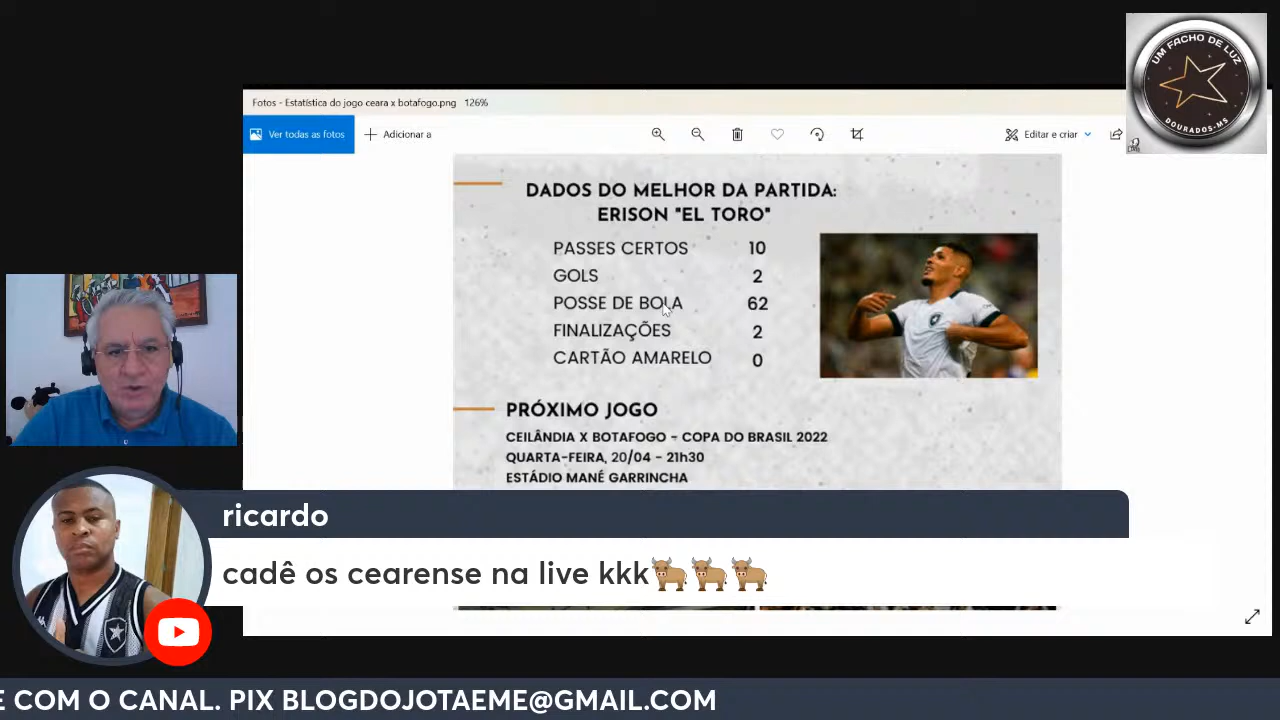 UM FACHO DE LUZ
DOURADOS-MS
Fotos - Estatística do jogo ceara x botafogo.png 126%
Ver todas as fotos
Adicionar a
Editar e criar
DADOS DO MELHOR DA PARTIDA:
ERISON "EL TORO"
PASSES CERTOS 10
GOLS 2
POSSE DE BOLA 62
FINALIZAÇÕES 2
CARTÃO AMARELO 0
PRÓXIMO JOGO
CEILÂNDIA X BOTAFOGO - COPA DO BRASIL 2022
QUARTA-FEIRA, 20/04 - 21h30
ESTÁDIO MANÉ GARRINCHA
ricardo
cadê os cearense na live kkk🐂🐂🐂
E COM O CANAL. PIX BLOGDOJOTAEME@GMAIL.COM